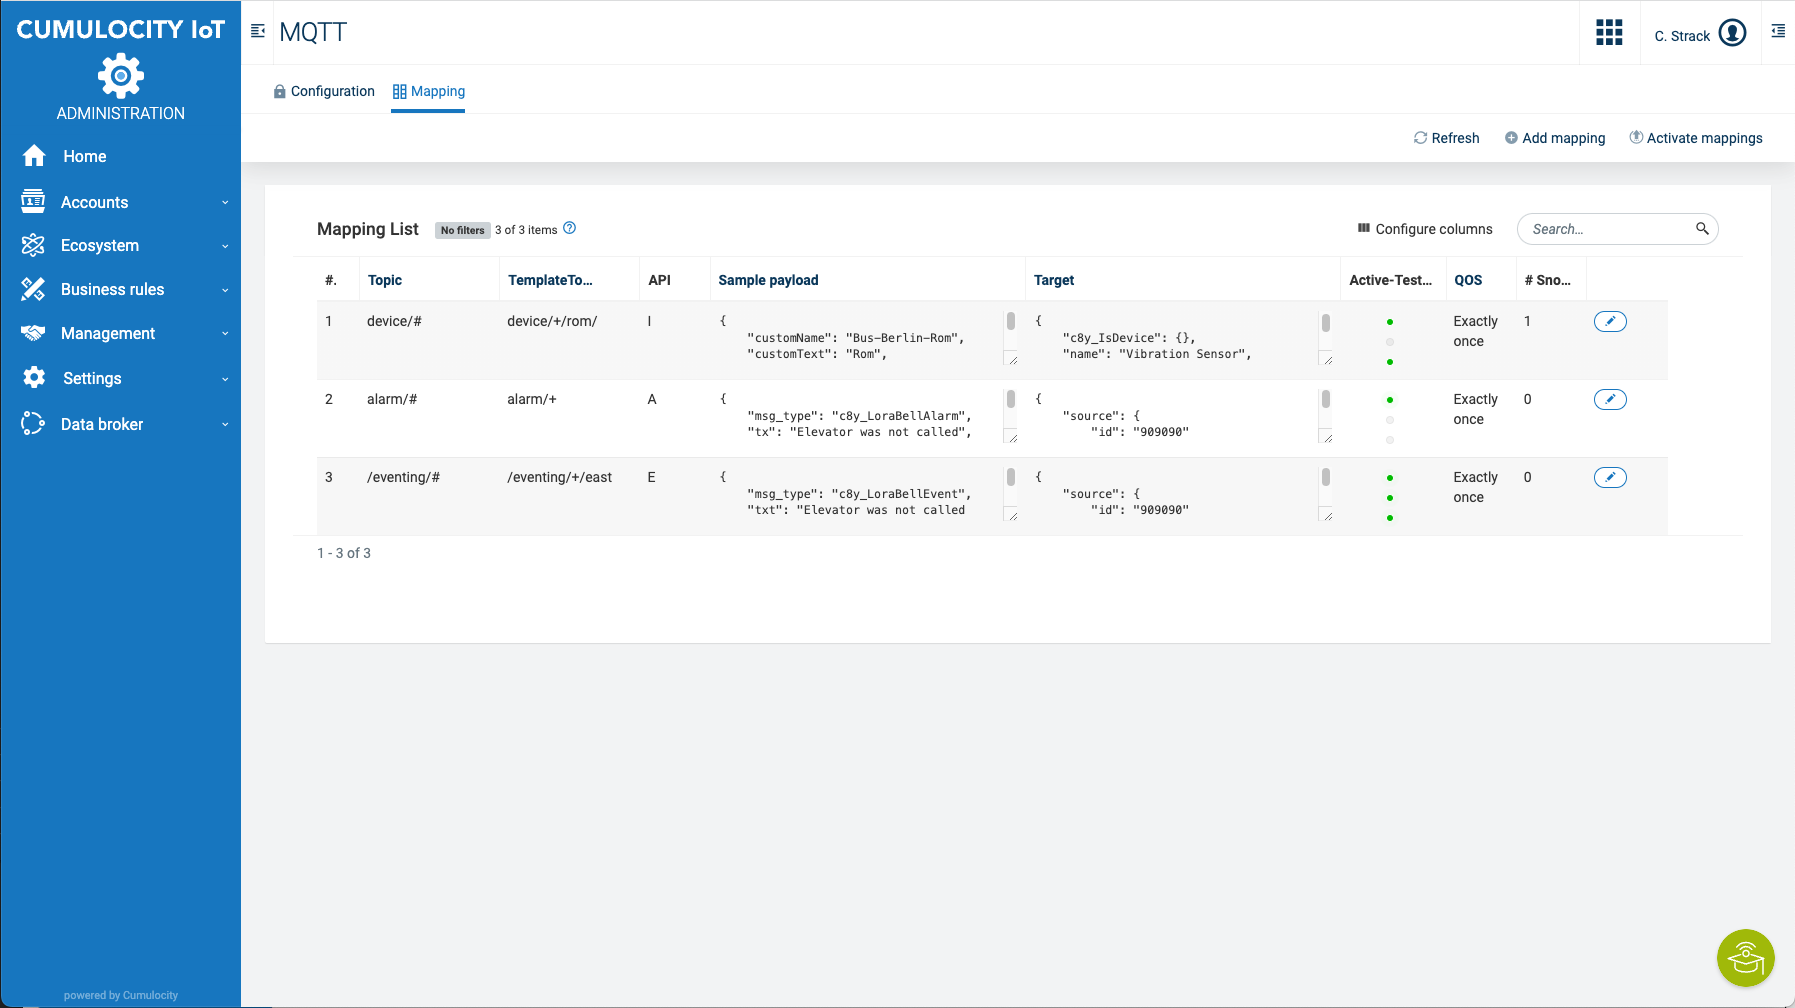 CUMULOCITY IoT
ADMINISTRATION
Home
Accounts
Ecosystem
Business rules
Management
Settings
Data broker
powered by Cumulocity
MQTT
C. Strack
Configuration
Mapping
Refresh
Add mapping
Activate mappings
Mapping List
No filters
3 of 3 items
Configure columns
Search...
#. Topic TemplateTo... API Sample payload Target Active-Test... QOS # Sno...
1 device/# device/+/rom/ I
{
"customName": "Bus-Berlin-Rom",
"customText": "Rom",
{
"c8y_IsDevice": {},
"name": "Vibration Sensor",
Exactly
once
1
2 alarm/# alarm/+ A
{
"msg_type": "c8y_LoraBellAlarm",
"tx": "Elevator was not called",
{
"source": {
"id": "909090"
Exactly
once
0
3 /eventing/# /eventing/+/east E
{
"msg_type": "c8y_LoraBellEvent",
"txt": "Elevator was not called
{
"source": {
"id": "909090"
Exactly
once
0
1 - 3 of 3